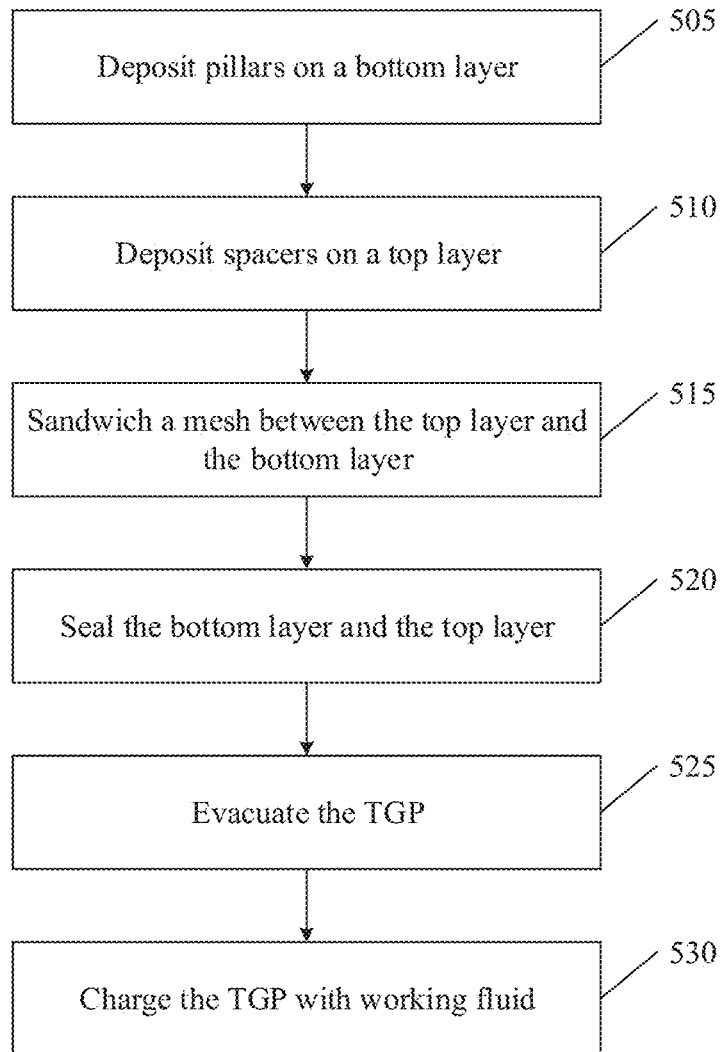 505
Deposit pillars on a bottom layer
510
Deposit spacers on a top layer
515
Sandwich a mesh between the top layer and
the bottom layer
520
Seal the bottom layer and the top layer
525
Evacuate the TGP
530
Charge the TGP with working fluid